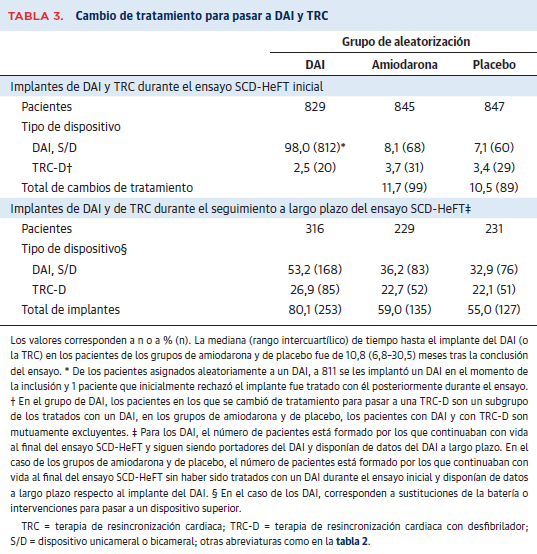 TABLA 3. Cambio de tratamiento para pasar a DAI y TRC
Grupo de aleatorización
DAI Amiodarona Placebo
Implantes de DAI y TRC durante el ensayo SCD-HeFT inicial
Pacientes 829 845 847
Tipo de dispositivo
DAI, S/D 98,0 (812)* 8,1 (68) 7,1 (60)
TRC-D† 2,5 (20) 3,7 (31) 3,4 (29)
Total de cambios de tratamiento 11,7 (99) 10,5 (89)
Implantes de DAI y de TRC durante el seguimiento a largo plazo del ensayo SCD-HeFT‡
Pacientes 316 229 231
Tipo de dispositivo§
DAI, S/D 53,2 (168) 36,2 (83) 32,9 (76)
TRC-D 26,9 (85) 22,7 (52) 22,1 (51)
Total de implantes 80,1 (253) 59,0 (135) 55,0 (127)
Los valores corresponden a n o a % (n). La mediana (rango intercuartílico) de tiempo hasta el implante del DAI (o
la TRC) en los pacientes de los grupos de amiodarona y de placebo fue de 10,8 (6,8-30,5) meses tras la conclusión
del ensayo. * De los pacientes asignados aleatoriamente a un DAI, a 811 se les implantó un DAI en el momento de
la inclusión y 1 paciente que inicialmente rechazó el implante fue tratado con él posteriormente durante el ensayo.
† En el grupo de DAI, los pacientes en los que se cambió de tratamiento para pasar a una TRC-D son un subgrupo
de los tratados con un DAI, en los grupos de amiodarona y de placebo, los pacientes con DAI y con TRC-D son
mutuamente excluyentes. ‡ Para los DAI, el número de pacientes está formado por los que continuaban con vida
al final del ensayo SCD-HeFT y siguen siendo portadores del DAI y disponían de datos del DAI a largo plazo. En el
caso de los grupos de amiodarona y de placebo, el número de pacientes está formado por los que continuaban con
vida al final del ensayo SCD-HeFT sin haber sido tratados con un DAI durante el ensayo inicial y disponían de datos
a largo plazo respecto al implante del DAI. § En el caso de los DAI, corresponden a sustituciones de la batería o
intervenciones para pasar a un dispositivo superior.
TRC = terapia de resincronización cardiaca; TRC-D = terapia de resincronización cardiaca con desfibrilador;
S/D = dispositivo unicameral o bicameral; otras abreviaturas como en la tabla 2.